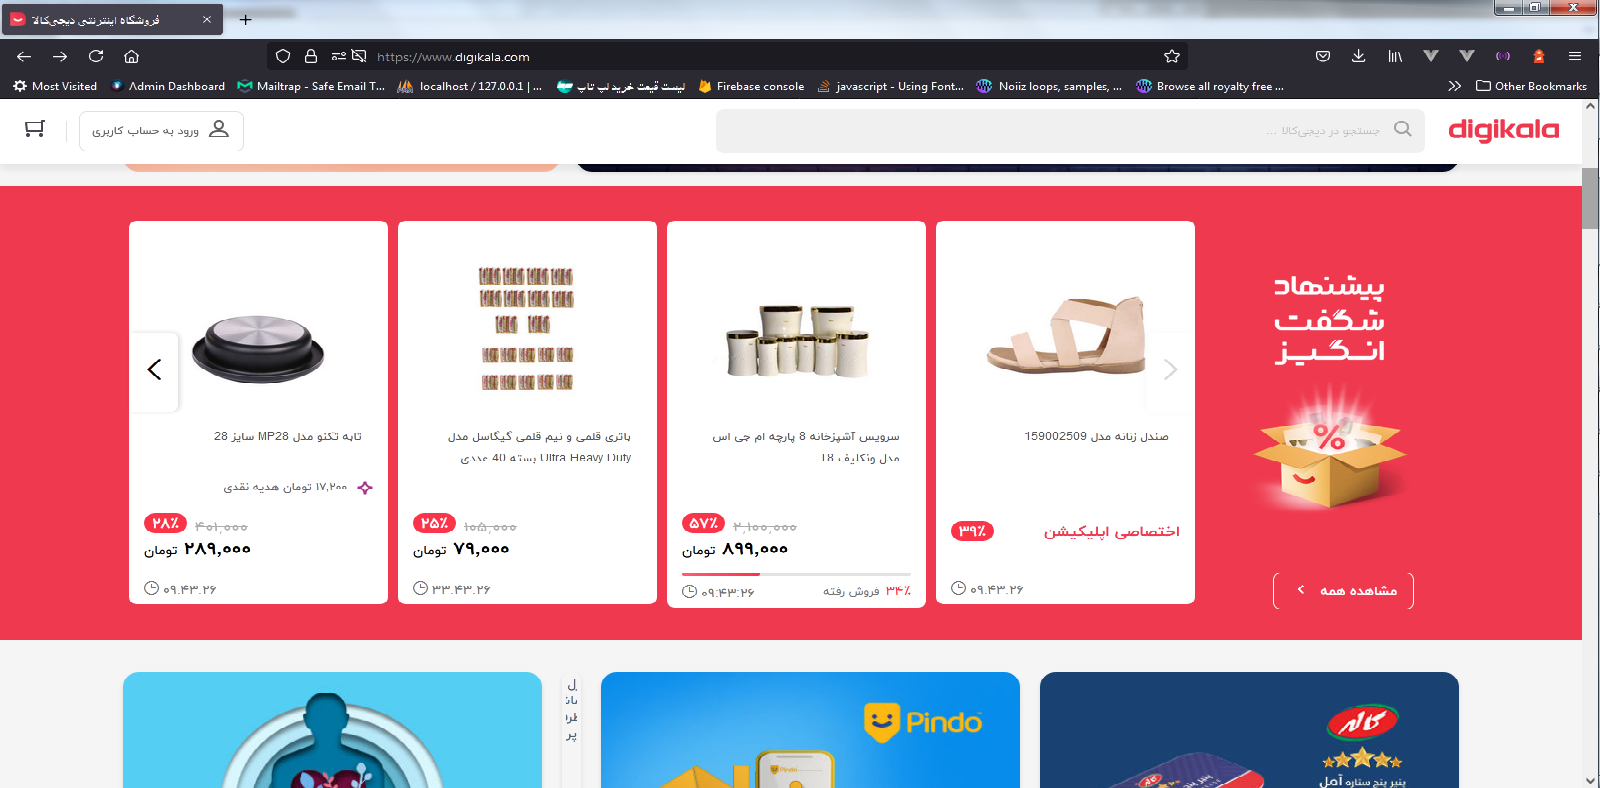 فروشگاه اینترنتی دیجی‌کالا
https://www.digikala.com
Most Visited
Admin Dashboard
Mailtrap - Safe Email T...
localhost / 127.0.0.1 | ...
لیست قیمت خرید لپ تاپ
Firebase console
javascript - Using Font...
Noiiz loops, samples, ...
Browse all royalty free ...
Other Bookmarks
digikala
جستجو در دیجی‌کالا ...
ورود به حساب کاربری
پیشنهاد
شگفت
انگیز
%
مشاهده همه
صندل زنانه مدل 159002509
اختصاصی اپلیکیشن
۳۹٪
۰۹:۴۳:۲۶
سرویس آشپزخانه 8 پارچه ام جی اس
مدل ونکلیف 18
۵۷٪ ۲,۱۰۰,۰۰۰
۸۹۹,۰۰۰ تومان
۳۴٪ فروش رفته
۰۹:۴۳:۲۶
باتری قلمی و نیم قلمی گیگاسل مدل
Ultra Heavy Duty بسته 40 عددی
۲۵٪ ۱۰۵,۰۰۰
۷۹,۰۰۰ تومان
۳۳:۴۳:۲۶
تابه تکنو مدل MP28 سایز 28
۱۷,۲۰۰ تومان هدیه نقدی
۲۸٪ ۴۰۱,۰۰۰
۲۸۹,۰۰۰ تومان
۰۹:۴۳:۲۶
کاله
پنیر پنج ستاره آمل
Pindo
Pindo